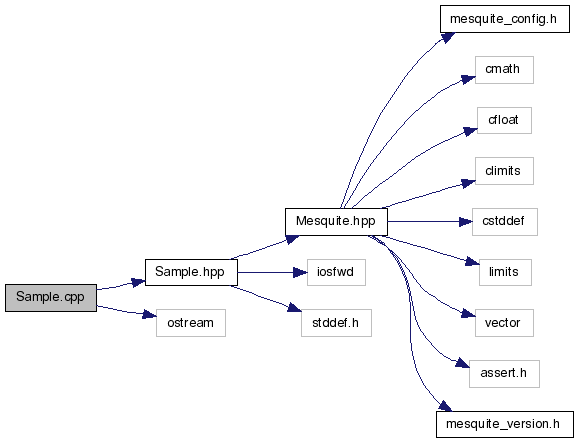 mesquite_config.h
cmath
cfloat
climits
Mesquite.hpp
cstddef
Sample.hpp
iosfwd
limits
Sample.cpp
ostream
stddef.h
vector
assert.h
mesquite_version.h